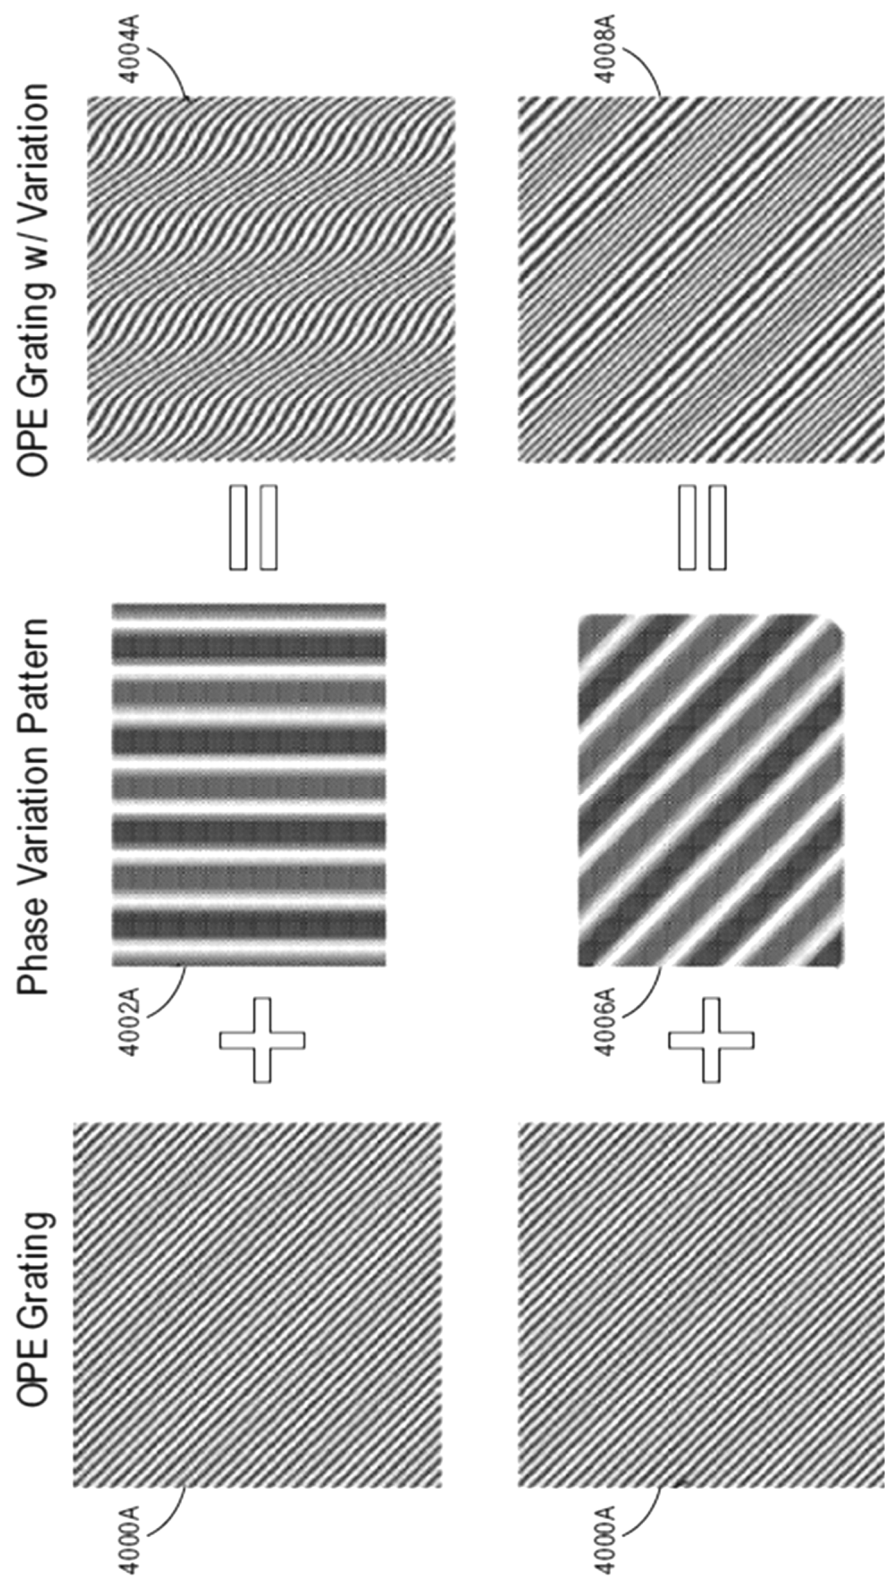 OPE Grating
Phase Variation Pattern
OPE Grating w/ Variation
4000A
4002A
4004A
4000A
4006A
4008A